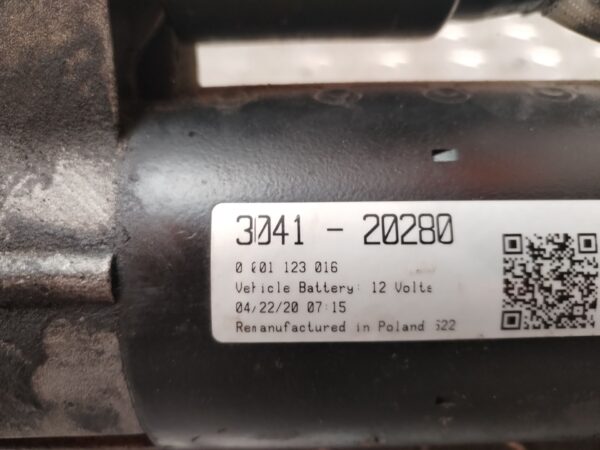 3041 - 20280
0 001 123 016
Vehicle Battery: 12 Volts
04/22/20 07:15
Remanufactured in Poland 622